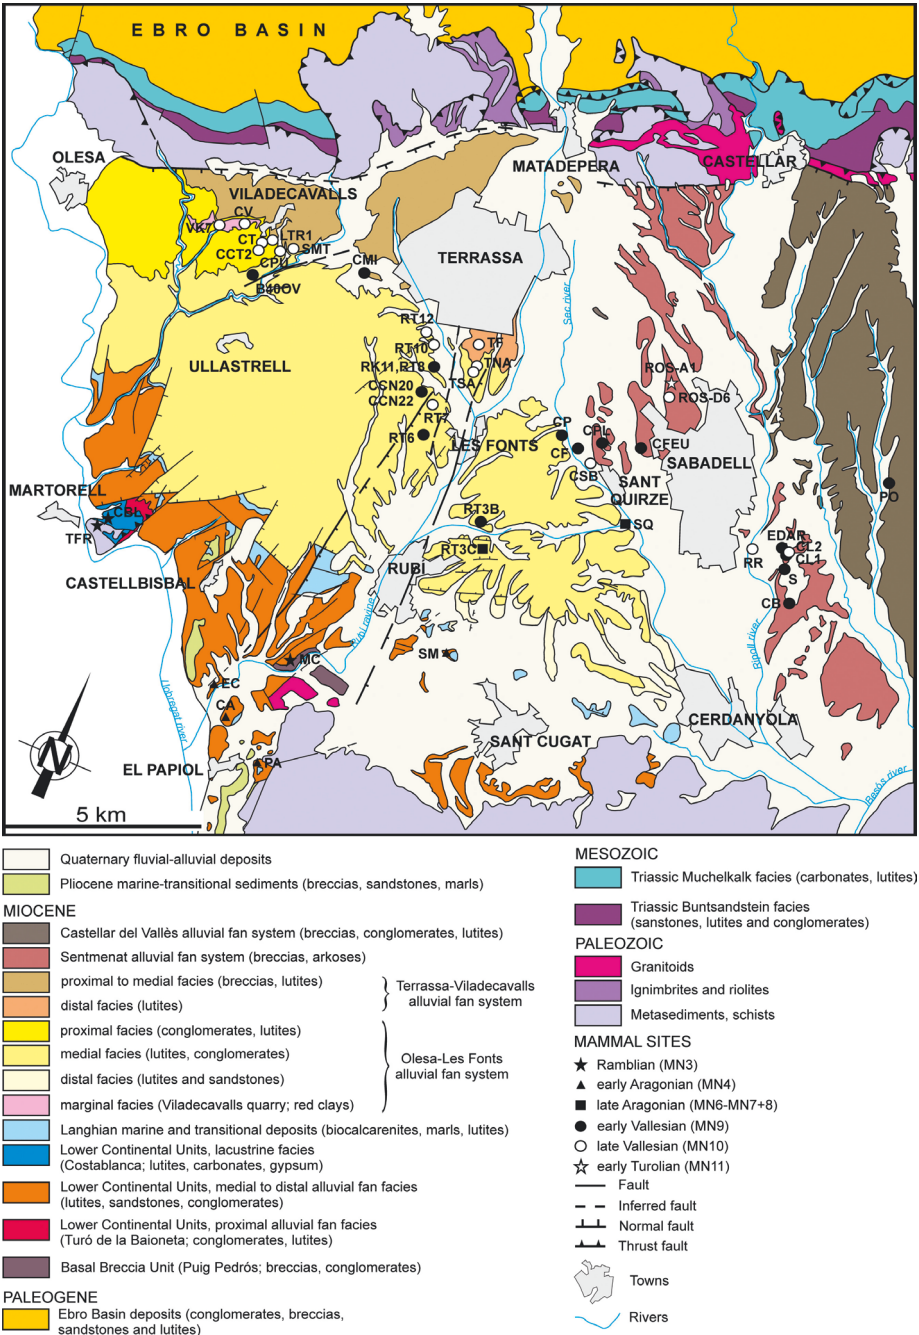 EBRO BASIN
OLESA
MATADEPERA
CASTELLAR
VILADECAVALLS
VK7
CV
CT
LTR1
CCT2
SMT
CPU
CMI
B40OV
TERRASSA
Sec river
RT12
RT10
TF
RK11,RT8
TNA
ULLASTRELL
ROS-A1
CCN20
TSA
CCN22
ROS-D6
RT7
CP
RT6
LES FONTS
CPL
CF
CFEU
SABADELL
CSB
SANT
QUIRZE
MARTORELL
PO
CBL
RT3B
SQ
TFR
EDAR
CL2
RT3C
CL1
RR
RUBÍ
S
CASTELLBISBAL
CB
Rubí ravine
Ripoll river
MC
SM
EC
Llobregat river
CA
CERDANYOLA
SANT CUGAT
N
EL PAPIOL
PA
Besòs river
5 km
Quaternary fluvial-alluvial deposits
Pliocene marine-transitional sediments (breccias, sandstones, marls)
MIOCENE
Castellar del Vallès alluvial fan system (breccias, conglomerates, lutites)
Sentmenat alluvial fan system (breccias, arkoses)
proximal to medial facies (breccias, lutites)
distal facies (lutites)
Terrassa-Viladecavalls
alluvial fan system
proximal facies (conglomerates, lutites)
medial facies (lutites, conglomerates)
distal facies (lutites and sandstones)
marginal facies (Viladecavalls quarry; red clays)
Olesa-Les Fonts
alluvial fan system
Langhian marine and transitional deposits (biocalcarenites, marls, lutites)
Lower Continental Units, lacustrine facies
(Costablanca; lutites, carbonates, gypsum)
Lower Continental Units, medial to distal alluvial fan facies
(lutites, sandstones, conglomerates)
Lower Continental Units, proximal alluvial fan facies
(Turó de la Baioneta; conglomerates, lutites)
Basal Breccia Unit (Puig Pedrós; breccias, conglomerates)
PALEOGENE
Ebro Basin deposits (conglomerates, breccias,
sandstones and lutites)
MESOZOIC
Triassic Muchelkalk facies (carbonates, lutites)
Triassic Buntsandstein facies
(sanstones, lutites and conglomerates)
PALEOZOIC
Granitoids
Ignimbrites and riolites
Metasediments, schists
MAMMAL SITES
Ramblian (MN3)
early Aragonian (MN4)
late Aragonian (MN6-MN7+8)
early Vallesian (MN9)
late Vallesian (MN10)
early Turolian (MN11)
Fault
Inferred fault
Normal fault
Thrust fault
Towns
Rivers